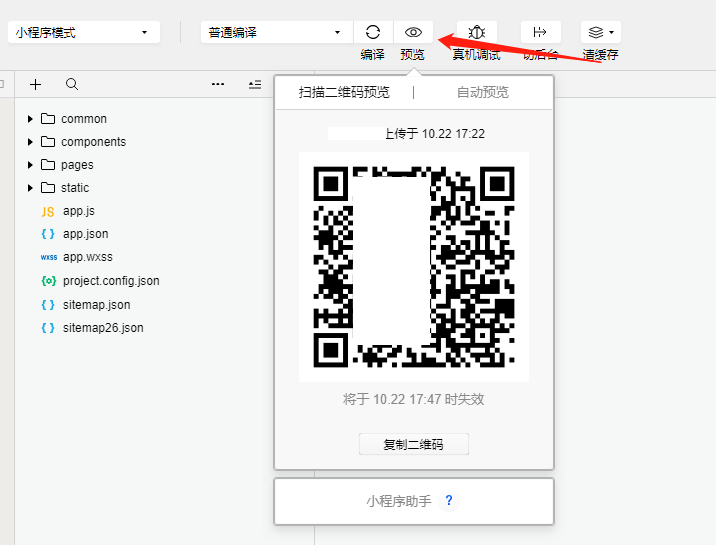 小程序模式
普通编译
编译
预览
真机调试
切后台
清缓存
扫描二维码预览
自动预览
上传于 10.22 17:22
common
components
pages
static
JS app.js
{ } app.json
wxss app.wxss
{o} project.config.json
{ } sitemap.json
{ } sitemap26.json
将于 10.22 17:47 时失效
复制二维码
小程序助手 ?